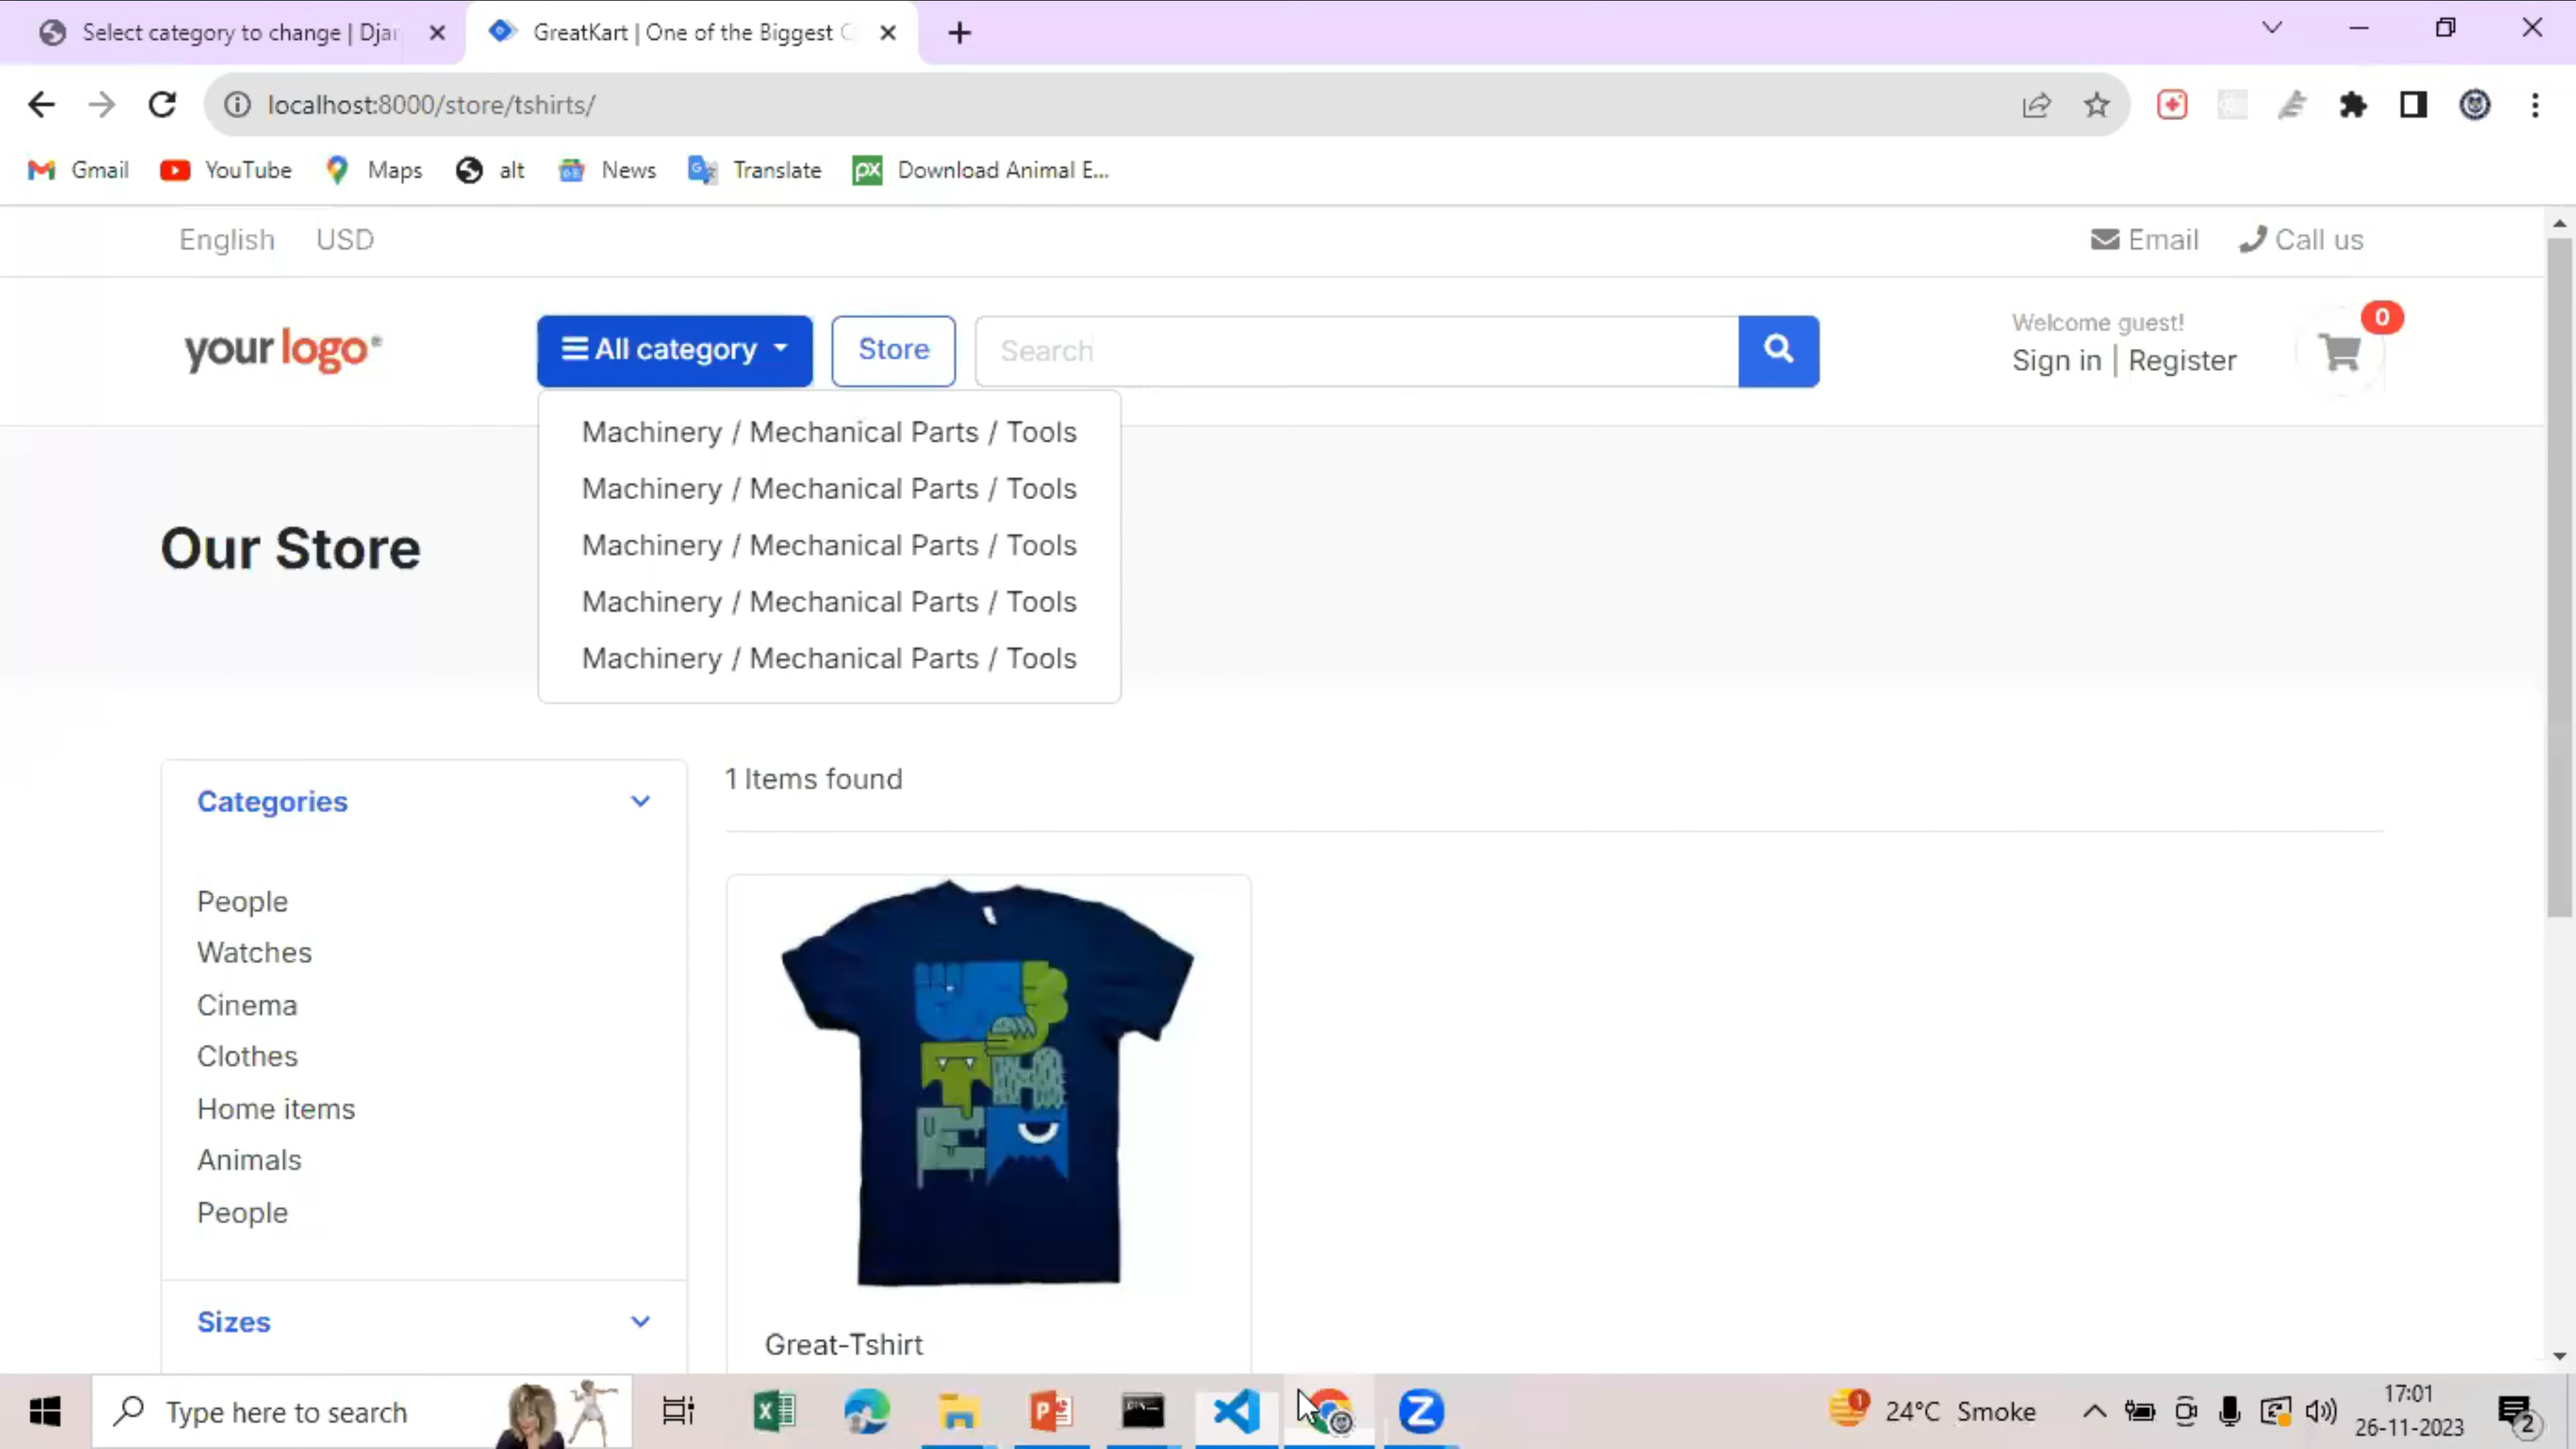 Select category to change | Djan
GreatKart | One of the Biggest O
localhost:8000/store/tshirts/
Gmail
YouTube
Maps
alt
News
Translate
px
Download Animal E...
English
USD
Email
Call us
your logo®
All category
Store
Search
Welcome guest!
Sign in | Register
0
Machinery / Mechanical Parts / Tools
Machinery / Mechanical Parts / Tools
Machinery / Mechanical Parts / Tools
Machinery / Mechanical Parts / Tools
Machinery / Mechanical Parts / Tools
Our Store
Categories
People
Watches
Cinema
Clothes
Home items
Animals
People
Sizes
1 Items found
Great-Tshirt
Type here to search
24°C Smoke
17:01
26-11-2023
2